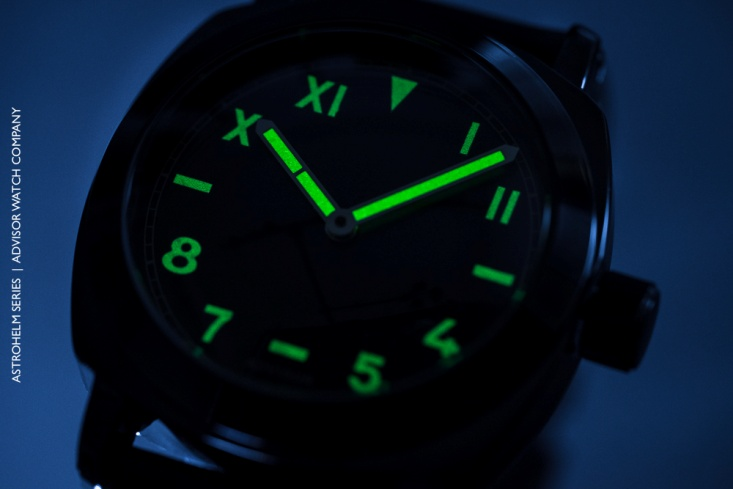 ASTROHELM SERIES | ADVISOR WATCH COMPANY
XI
I
X
II
8
7
5
4